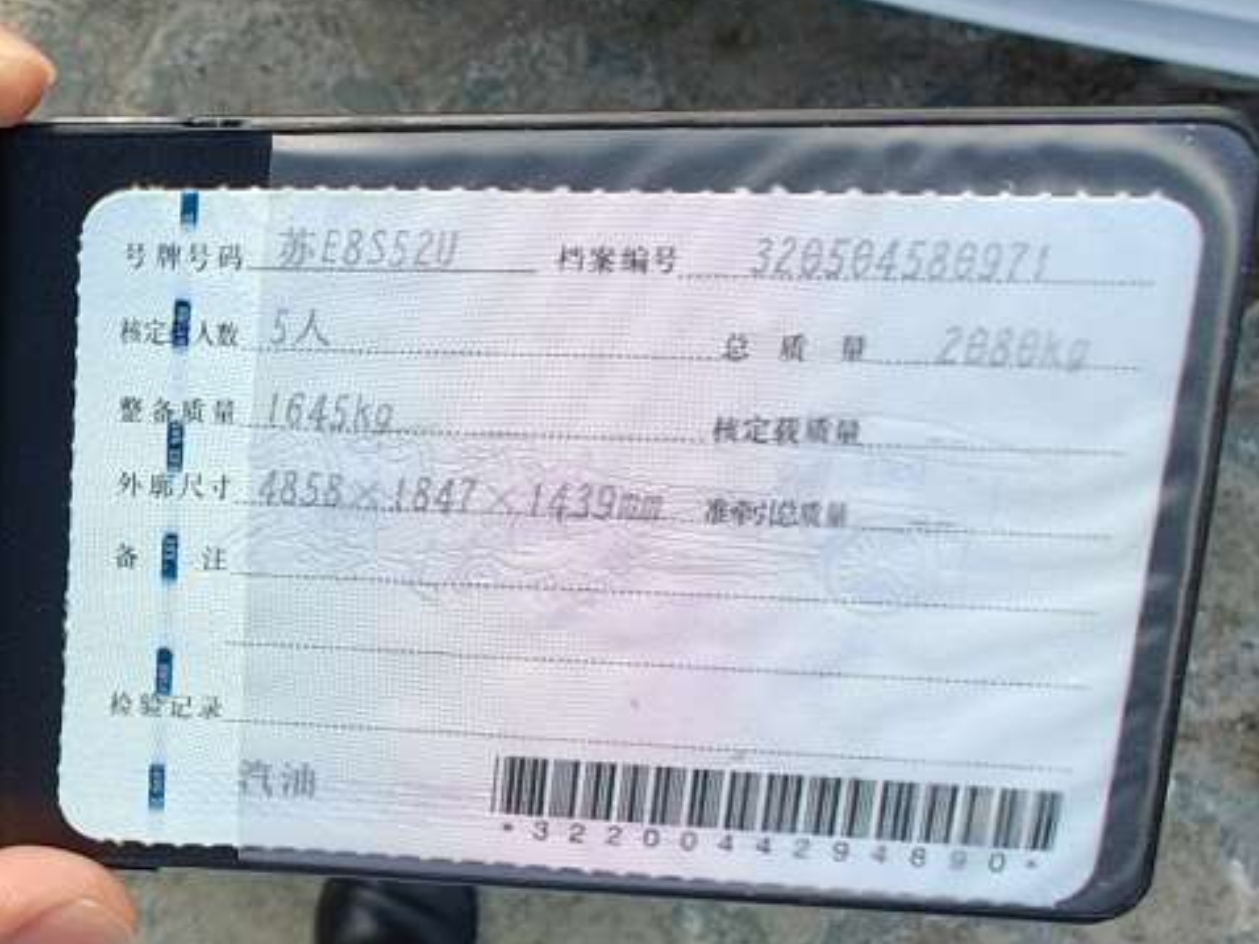 号牌号码 苏E8S52U 档案编号 320504580971
核定 人数 5人 总质量 2080kg
整备质量 1645kg 核定载质量 --
外廓尺寸 4858×1847×1439mm 准牵引总质量 --
备注
检验记录
汽油
*3220044294890*